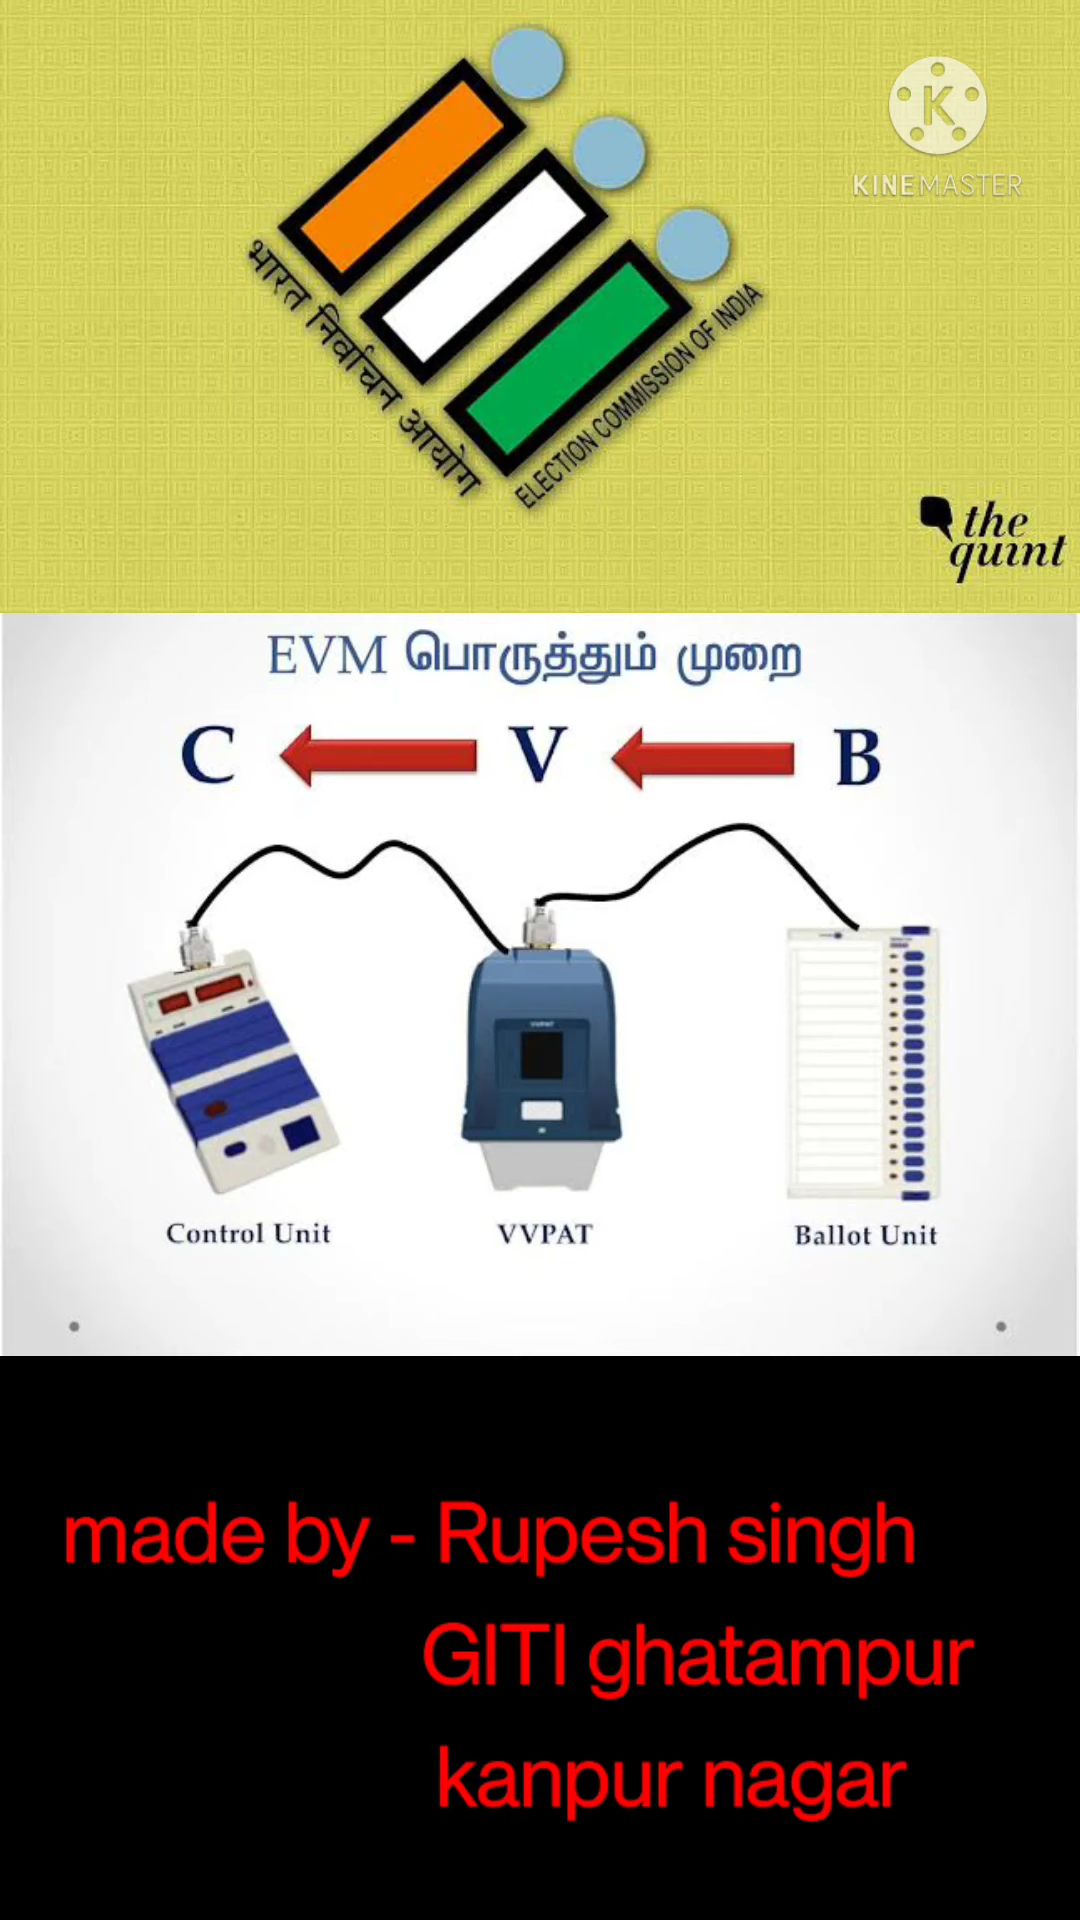 KINEMASTER
भारत निर्वाचन आयोग
ELECTION COMMISSION OF INDIA
the
quint
EVM பொருத்தும் முறை
C V B
VVPAT
Control Unit VVPAT Ballot Unit
made by - Rupesh singh
GITI ghatampur
kanpur nagar